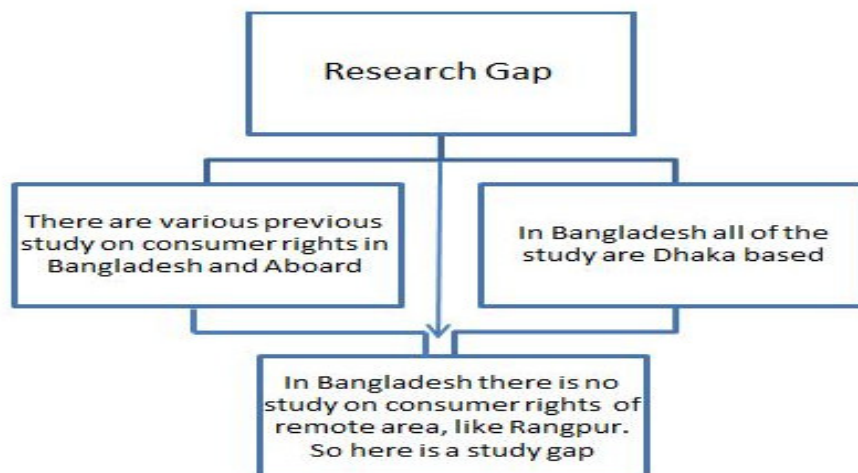 Research Gap
There are various previous
study on consumer rights in
Bangladesh and Aboard
In Bangladesh all of the
study are Dhaka based
In Bangladesh there is no
study on consumer rights of
remote area, like Rangpur.
So here is a study gap